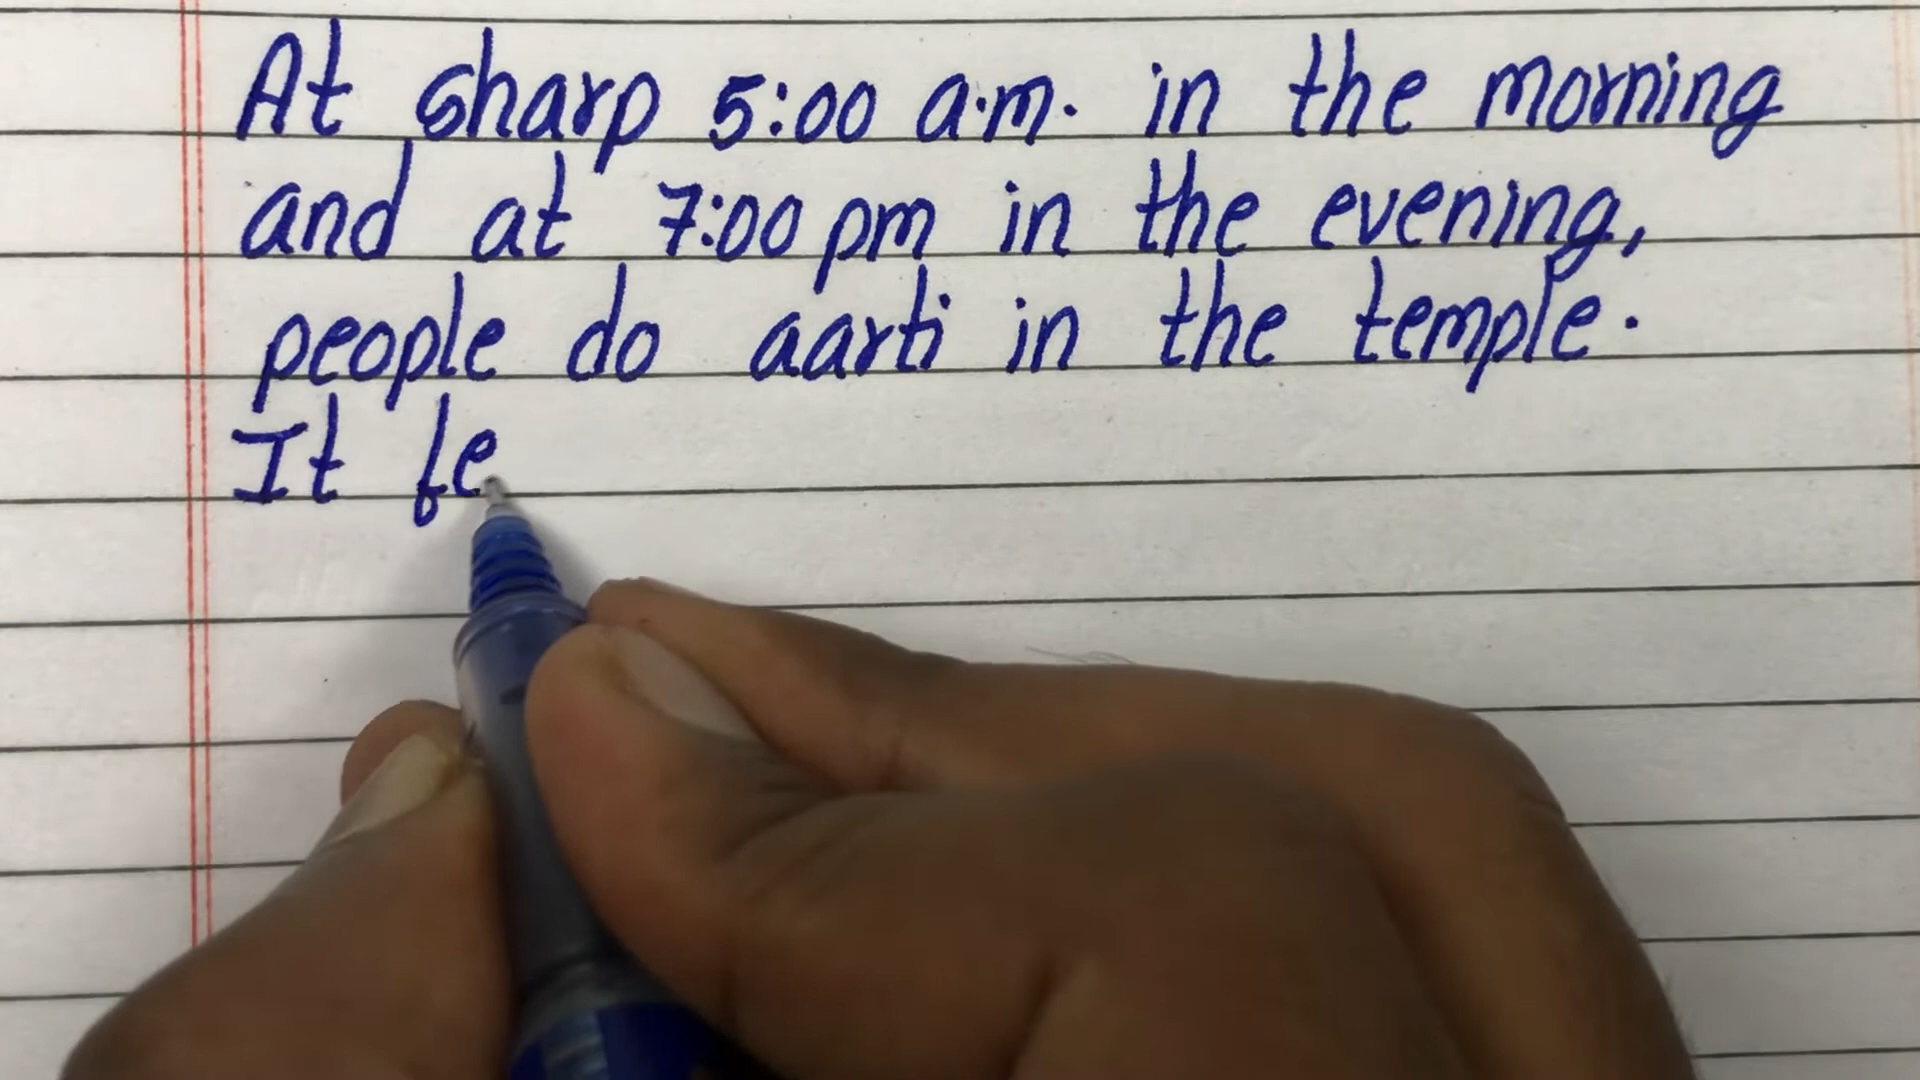 At sharp 5:00 a.m. in the morning
and at 7:00 pm in the evening,
people do aarti in the temple.
It fe